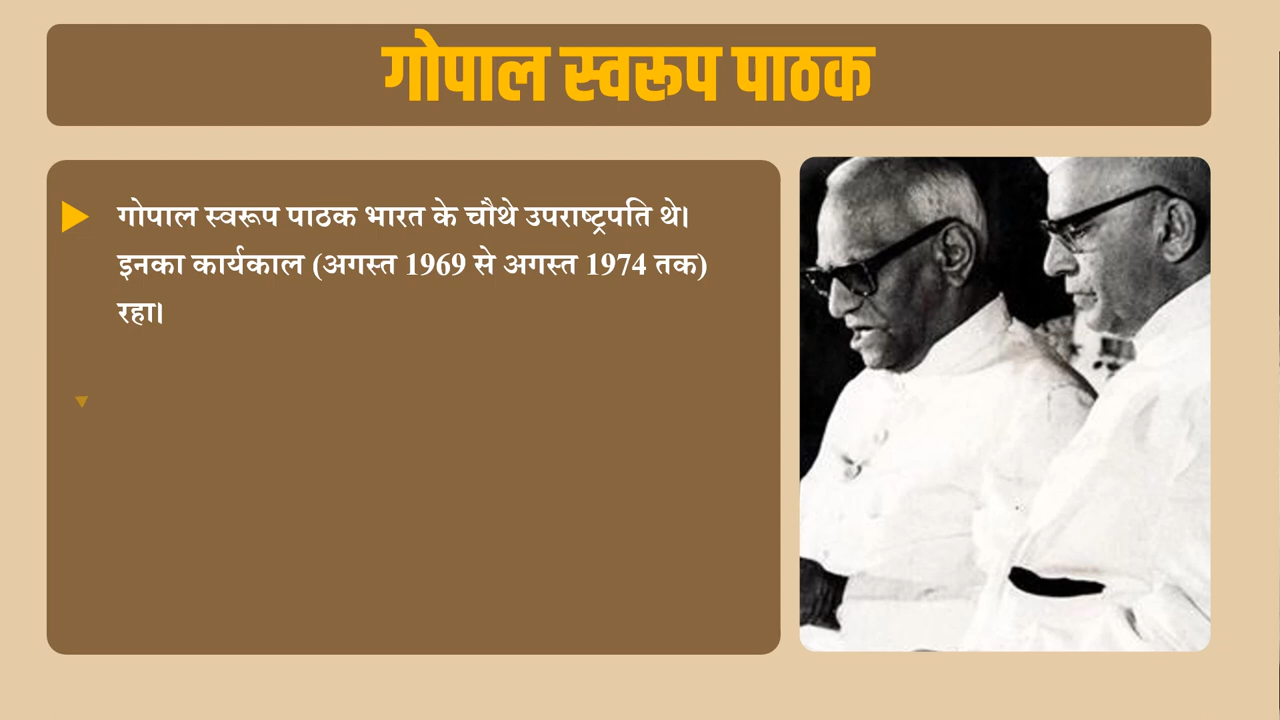 गोपाल स्वरूप पाठक
गोपाल स्वरूप पाठक भारत के चौथे उपराष्ट्रपति थे।
इनका कार्यकाल (अगस्त 1969 से अगस्त 1974 तक)
रहा।